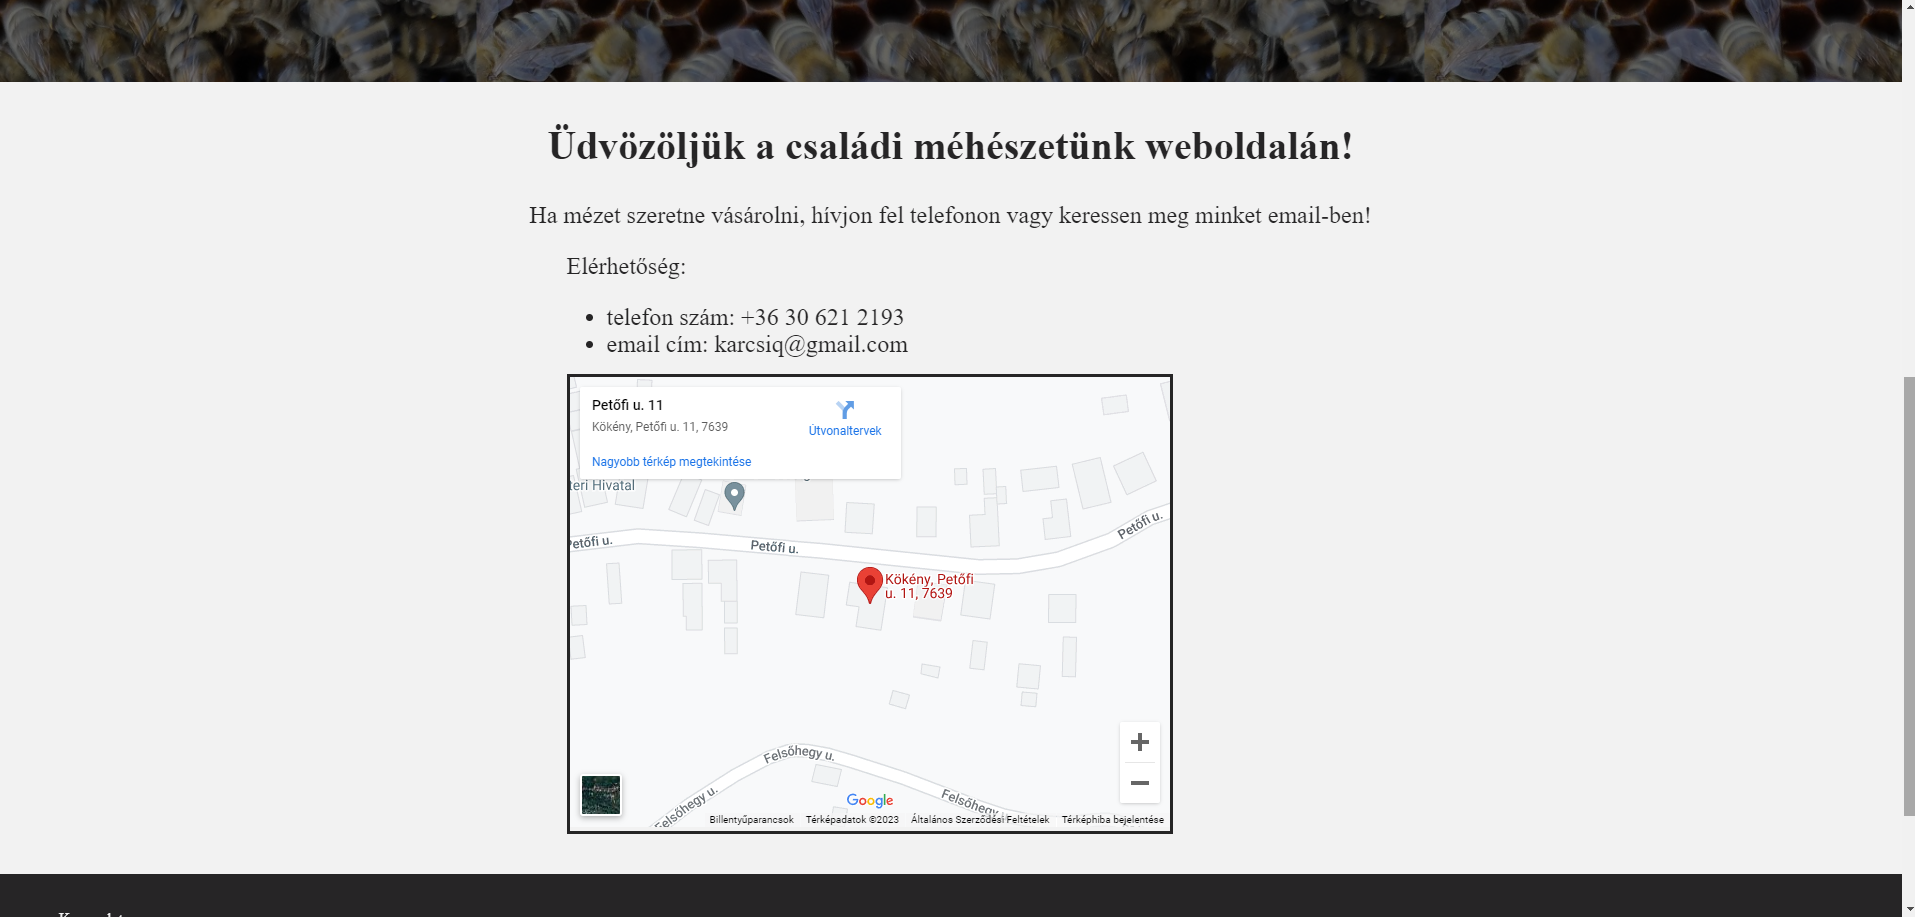 Üdvözöljük a családi méhészetünk weboldalán!
Ha mézet szeretne vásárolni, hívjon fel telefonon vagy keressen meg minket email-ben!
Elérhetőség:
telefon szám: +36 30 621 2193
email cím: karcsiq@gmail.com
Petőfi u. 11
Kökény, Petőfi u. 11, 7639
Útvonaltervek
Nagyobb térkép megtekintése
teri Hivatal
Petőfi u.
Petőfi u.
Petőfi u.
Kökény, Petőfi
u. 11, 7639
Felsőhegy u.
Felsőhegy u.
Felsőhegy u.
Google
Billentyűparancsok Térképadatok ©2023 Általános Szerződési Feltételek Térképhiba bejelentése